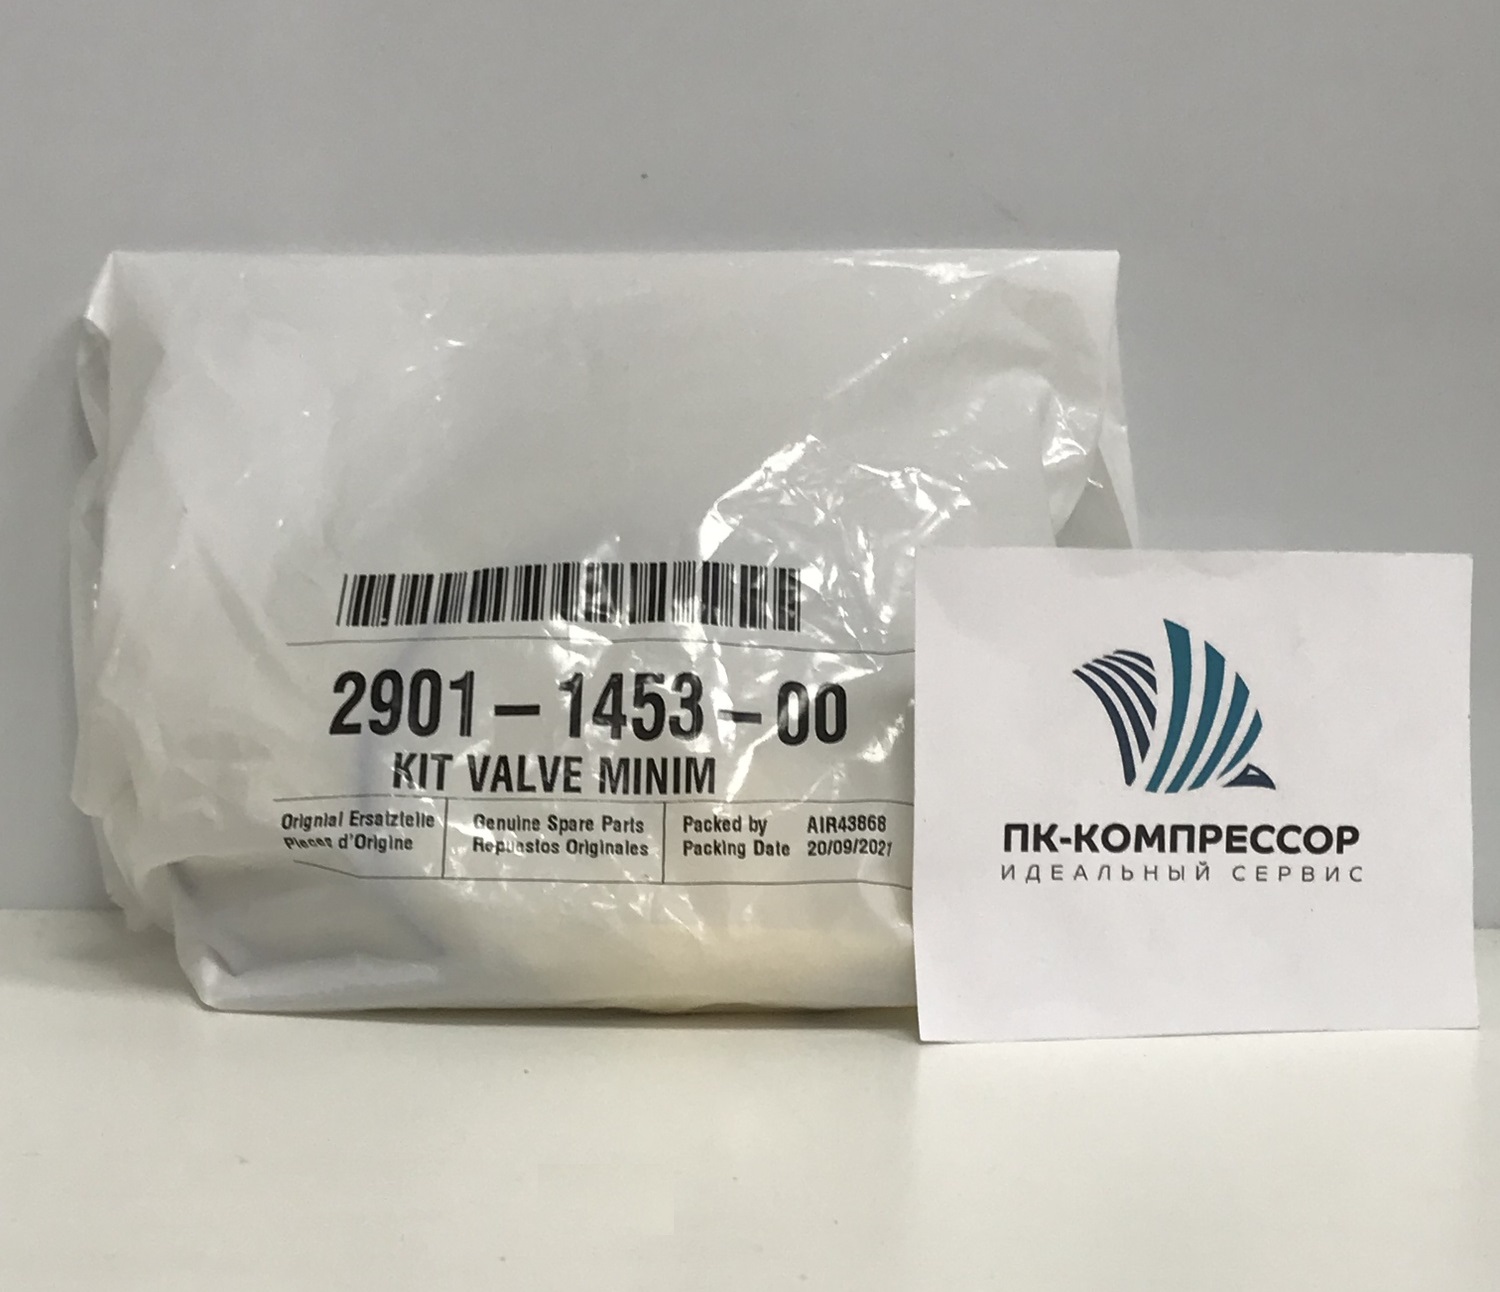 2901-1453-00
KIT VALVE MINIM
Orignial Ersatzteile
Pieces d'Origine
Genuine Spare Parts
Repuestos Originales
Packed by AIR43868
Packing Date 20/09/2021
ПК-КОМПРЕССОР
ИДЕАЛЬНЫЙ СЕРВИС